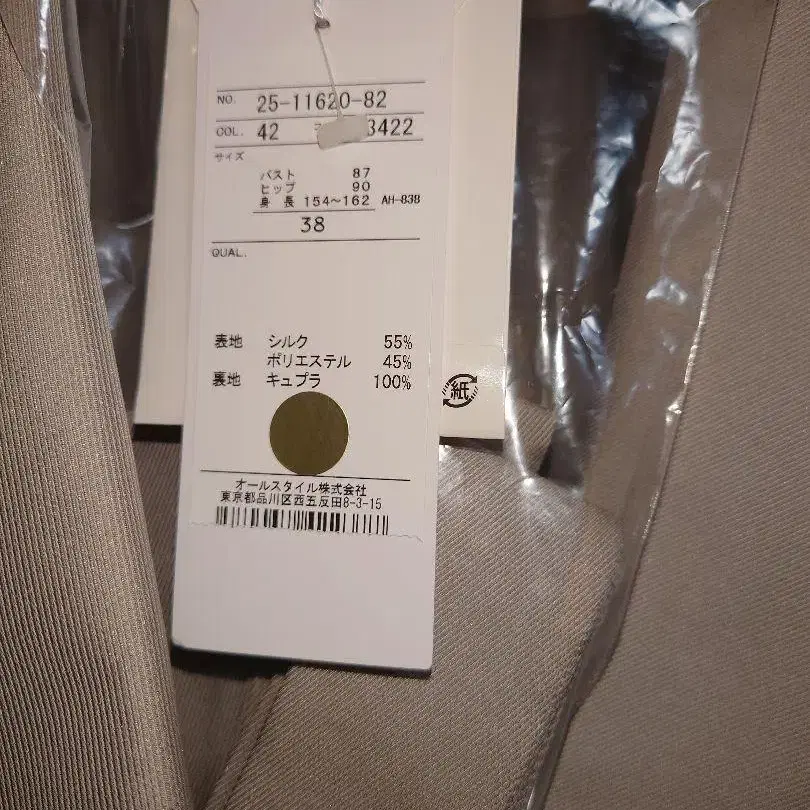 NO. 25-11620-82
COL. 42 3422
サイズ
バスト 87
ヒップ 90
身長 154～162 AH-838
38
QUAL.
表地 シルク 55%
ポリエステル 45%
裏地 キュプラ 100%
紙
オールスタイル株式会社
東京都品川区西五反田8-3-15